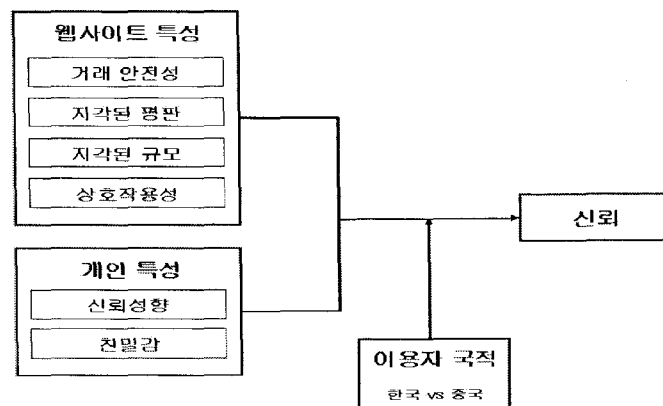 웹사이트 특성
거래 안전성
지각된 평판
지각된 규모
상호작용성
개인 특성
신뢰성향
친밀감
신뢰
이용자 국적
한국 vs 중국